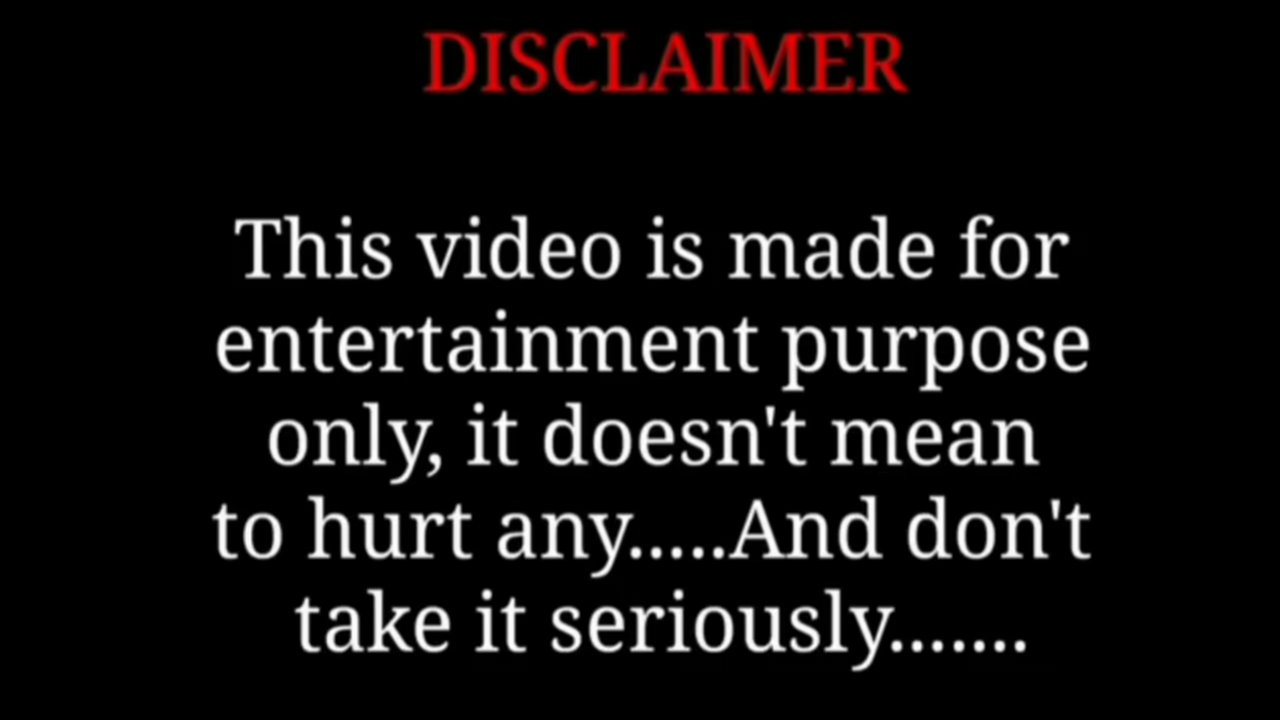 DISCLAIMER
This video is made for
entertainment purpose
only, it doesn't mean
to hurt any.....And don't
take it seriously.......